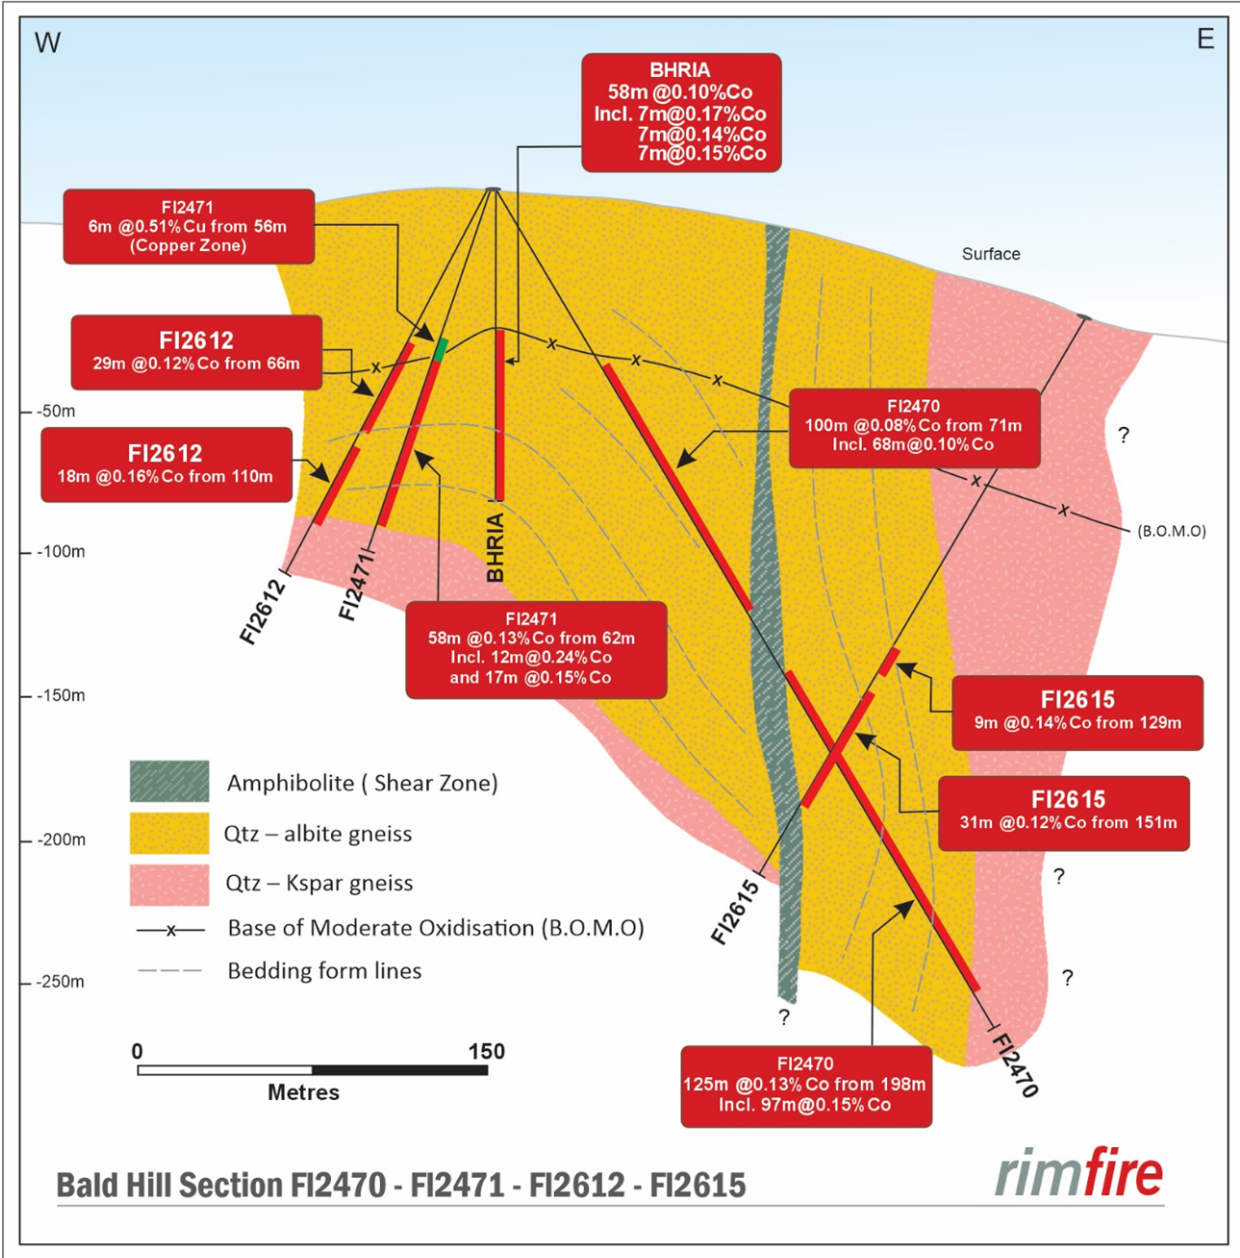 W
E
BHRIA
58m @0.10%Co
Incl. 7m@0.17%Co
7m@0.14%Co
7m@0.15%Co
FI2471
6m @0.51%Cu from 56m
(Copper Zone)
Surface
FI2612
29m @0.12%Co from 66m
x
x
x
x
-50m
FI2470
100m @0.08%Co from 71m
Incl. 68m@0.10%Co
?
FI2612
18m @0.16%Co from 110m
x
x
(B.O.M.O)
-100m
BHRIA
FI2471
FI2612
FI2471
58m @0.13%Co from 62m
Incl. 12m@0.24%Co
and 17m @0.15%Co
-150m
FI2615
9m @0.14%Co from 129m
Amphibolite ( Shear Zone)
FI2615
31m @0.12%Co from 151m
-200m
Qtz – albite gneiss
Qtz – Kspar gneiss
?
FI2615
x
Base of Moderate Oxidisation (B.O.M.O)
Bedding form lines
-250m
?
?
FI2470
0
150
Metres
FI2470
125m @0.13%Co from 198m
Incl. 97m@0.15%Co
Bald Hill Section FI2470 - FI2471 - FI2612 - FI2615
rimfire